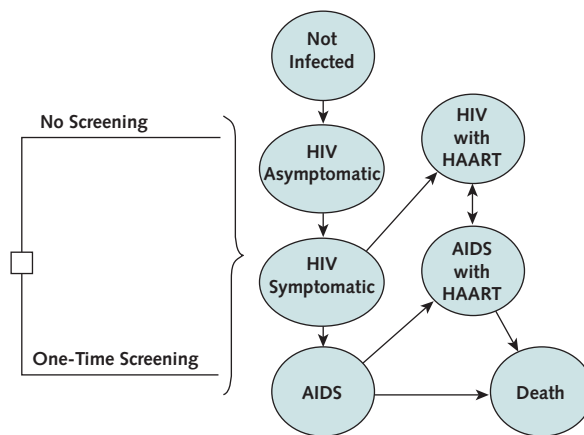 Not
Infected
No Screening
HIV
with
HAART
HIV
Asymptomatic
HIV
Symptomatic
AIDS
with
HAART
One-Time Screening
AIDS
Death